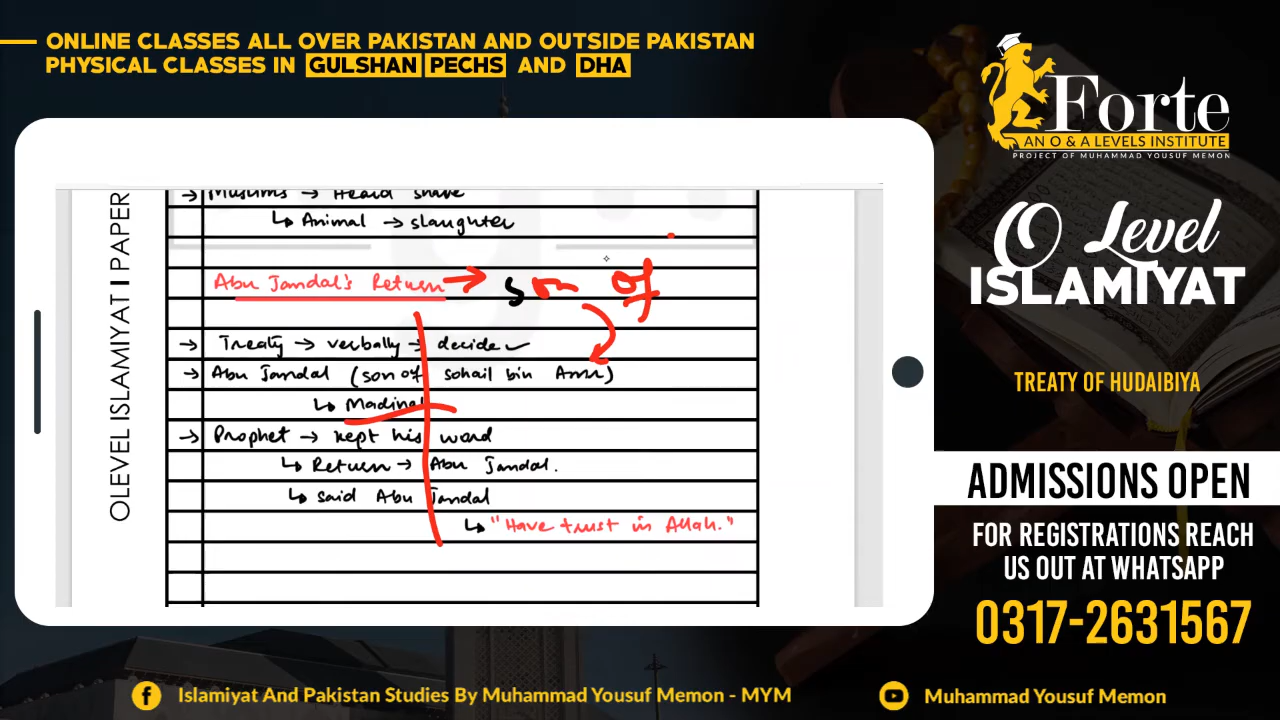 ONLINE CLASSES ALL OVER PAKISTAN AND OUTSIDE PAKISTAN
PHYSICAL CLASSES IN GULSHAN PECHS AND DHA
Forte
AN O & A LEVELS INSTITUTE
PROJECT OF MUHAMMAD YOUSUF MEMON
O Level
ISLAMIYAT
TREATY OF HUDAIBIYA
ADMISSIONS OPEN
FOR REGISTRATIONS REACH
US OUT AT WHATSAPP
0317-2631567
OLEVEL ISLAMIYAT I PAPER
→ Muslims → Heard
↳ Animal → slaughter
Abu Jandal's Return → son of
→ Treaty → verbally → decide
→ Abu Jandal (son of sohail bin Amr)
↳ Madinah
→ Prophet → kept his word
↳ Return → Abu Jandal.
↳ said Abu Jandal
↳ "Have trust in Allah."
Islamiyat And Pakistan Studies By Muhammad Yousuf Memon - MYM
Muhammad Yousuf Memon